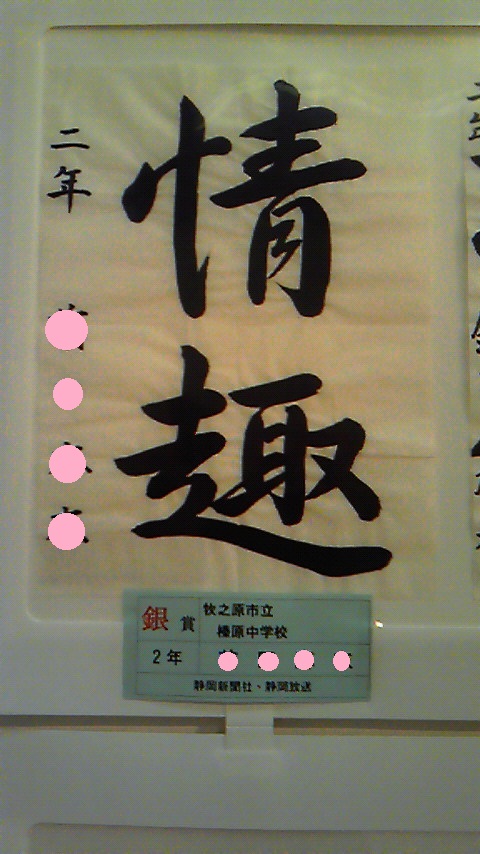 情趣
二年
銀賞
牧之原市立
榛原中学校
2年
静岡新聞社・静岡放送